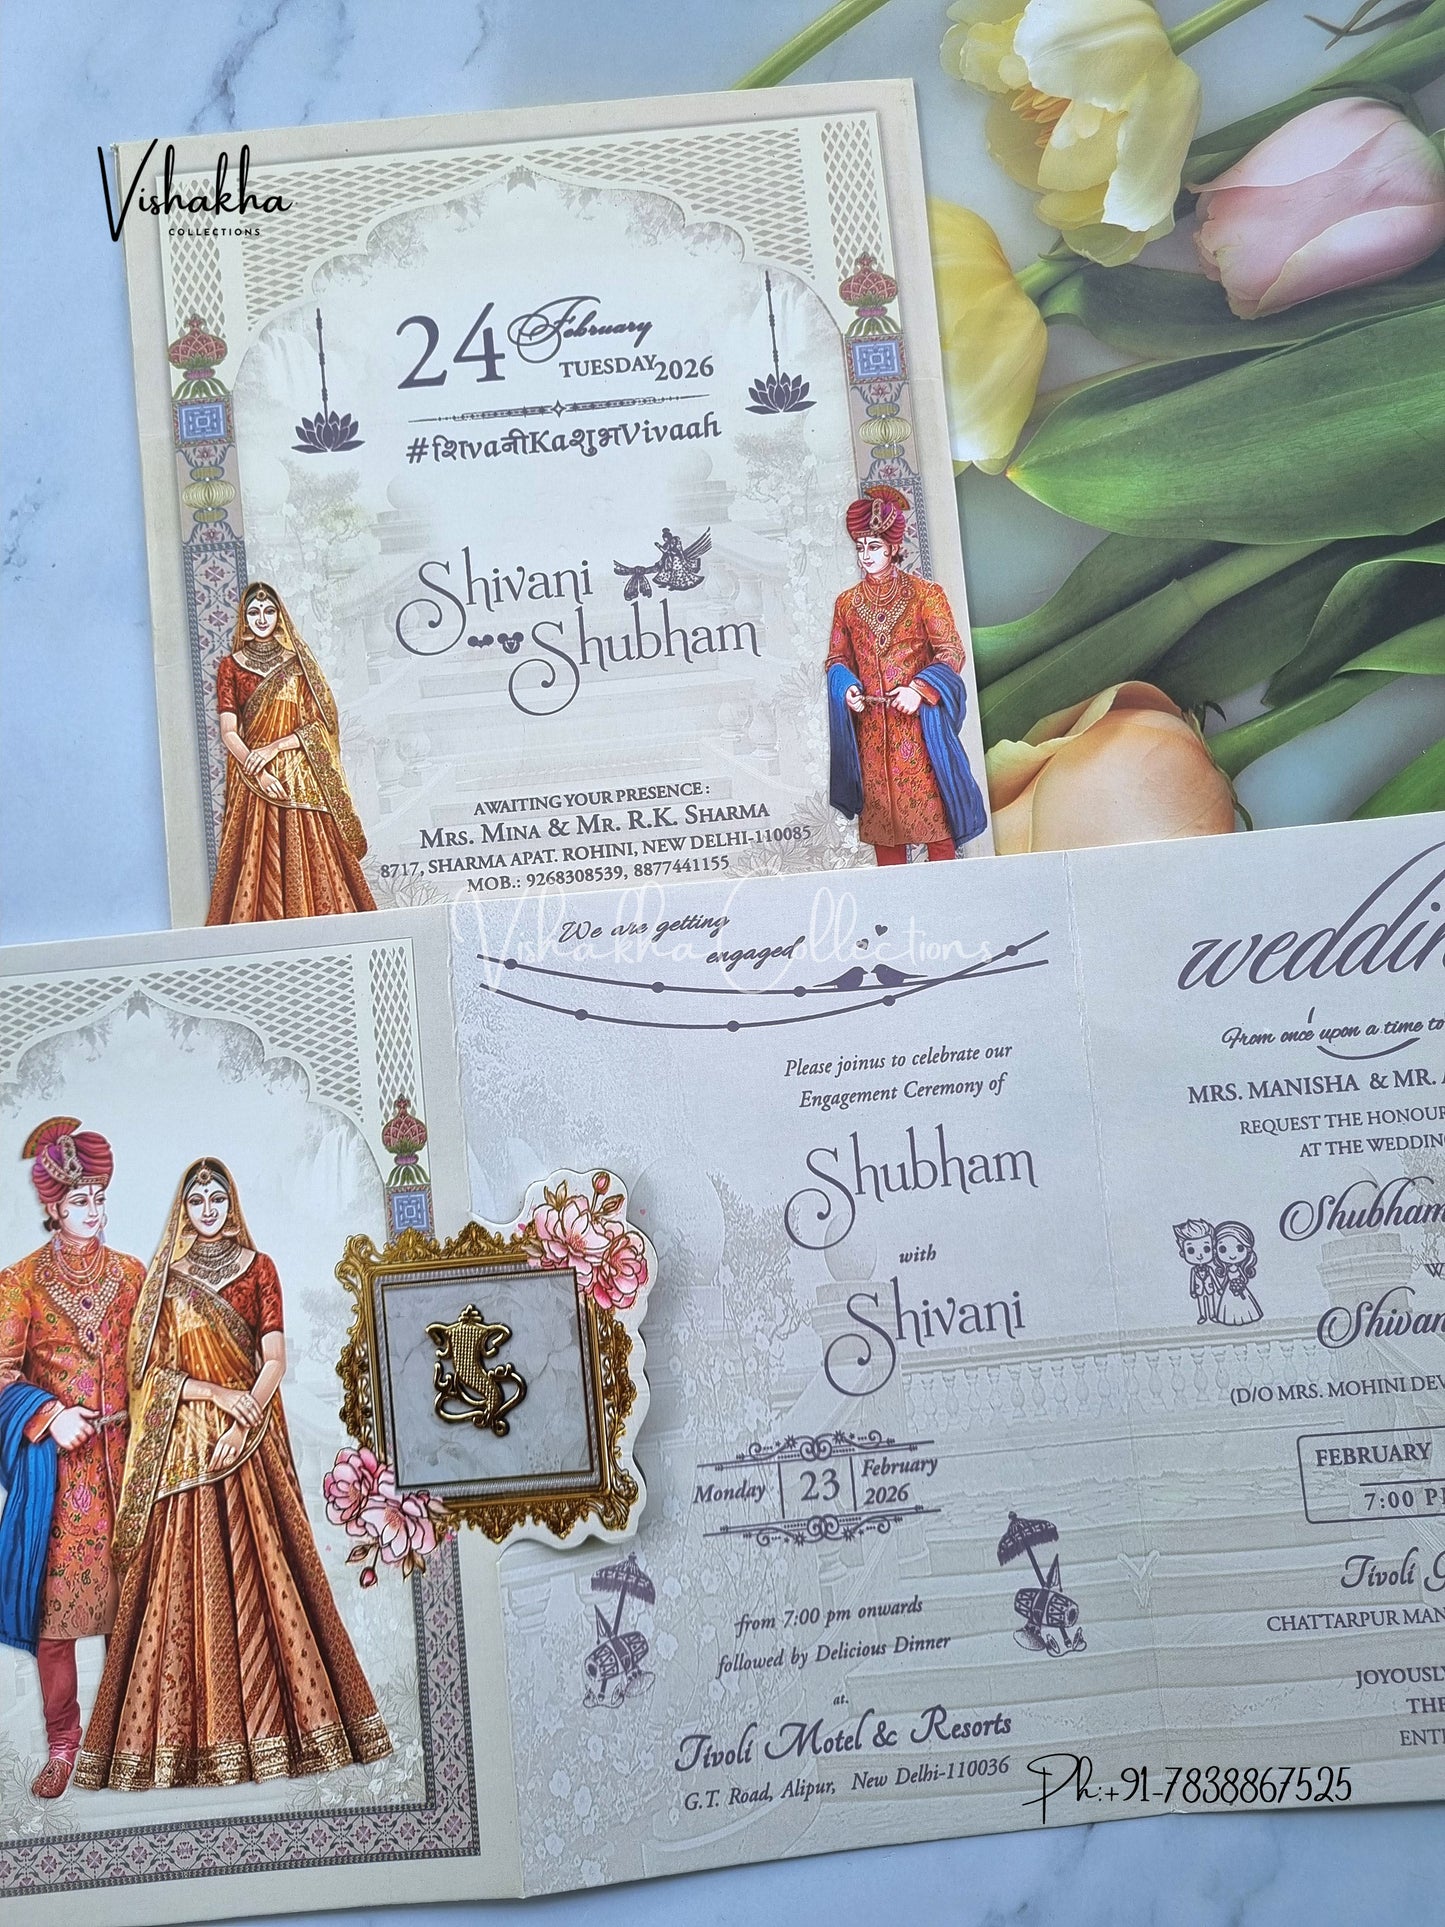 Vishakha
COLLECTIONS
24 February
TUESDAY 2026
#शिvaनीKaशुभVivaah
Shivani
Shubham
AWAITING YOUR PRESENCE :
MRS. MINA & MR. R.K. SHARMA
8717, SHARMA APAT. ROHINI, NEW DELHI-110085
MOB.: 9268308539, 8877441155
Vishakha Collections
We are getting
engaged
Please joinus to celebrate our
Engagement Ceremony of
Shubham
with
Shivani
Monday 23 February
2026
from 7:00 pm onwards
followed by Delicious Dinner
at.
Tivoli Motel & Resorts
G.T. Road, Alipur, New Delhi-110036
weddin
From once upon a time to
MRS. MANISHA & MR.
REQUEST THE HONOUR
AT THE WEDDING
Shubham
Shivan
(D/O MRS. MOHINI DEV
FEBRUARY
7:00 P
Tivoli G
CHATTARPUR MAN
JOYOUSLY
THE
ENT
Ph:+91-7838867525